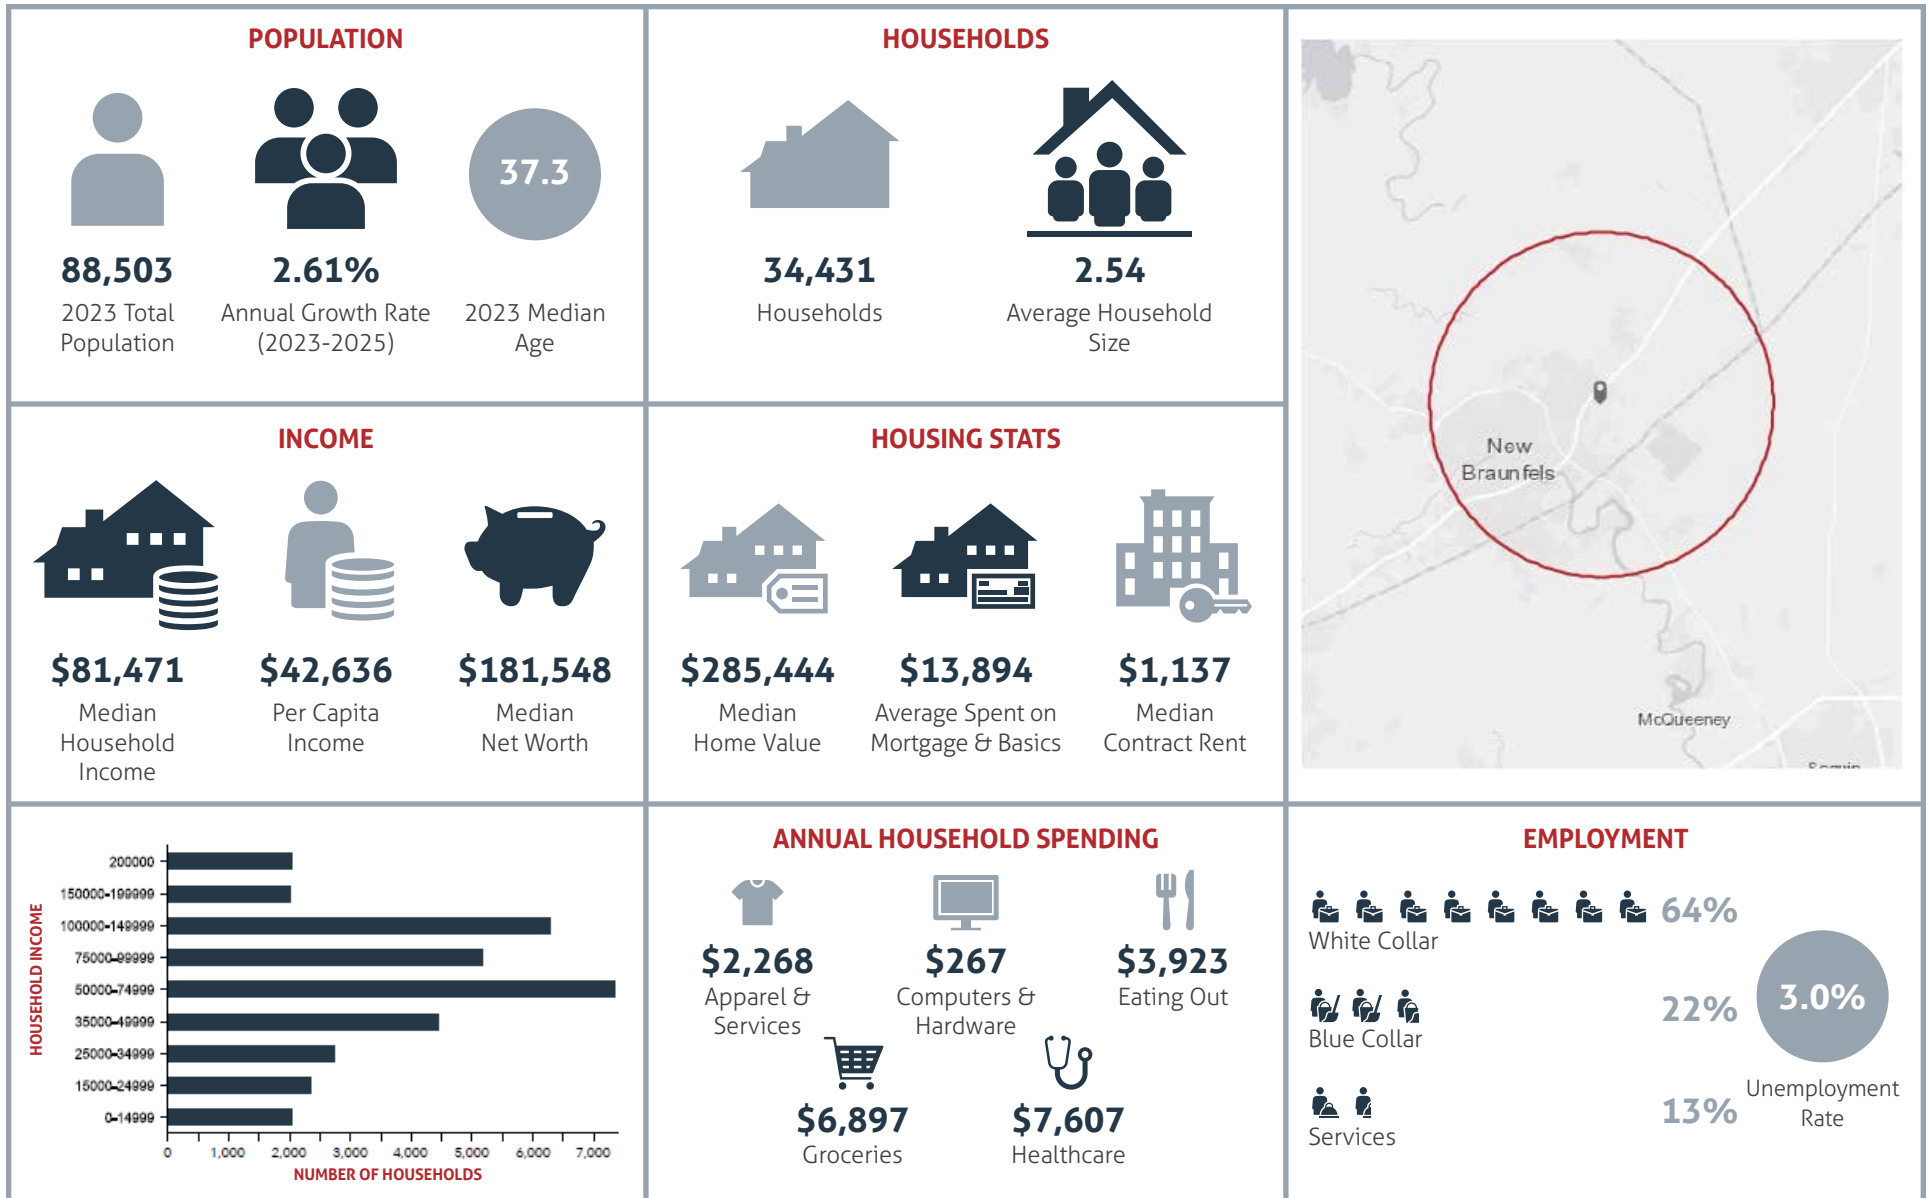 POPULATION
37.3
88,503
2023 Total
Population
2.61%
Annual Growth Rate
(2023-2025)
2023 Median
Age
HOUSEHOLDS
34,431
Households
2.54
Average Household
Size
New
Braunfels
McQueeney
Seguin
INCOME
$81,471
Median
Household
Income
$42,636
Per Capita
Income
$181,548
Median
Net Worth
HOUSING STATS
$285,444
Median
Home Value
$13,894
Average Spent on
Mortgage & Basics
$1,137
Median
Contract Rent
HOUSEHOLD INCOME
200000
150000-199999
100000-149999
75000-99999
50000-74999
35000-49999
25000-34999
15000-24999
0-14999
0 1,000 2,000 3,000 4,000 5,000 6,000 7,000
NUMBER OF HOUSEHOLDS
ANNUAL HOUSEHOLD SPENDING
$2,268
Apparel &
Services
$267
Computers &
Hardware
$3,923
Eating Out
$6,897
Groceries
$7,607
Healthcare
EMPLOYMENT
64%
White Collar
22%
Blue Collar
13%
Services
3.0%
Unemployment
Rate